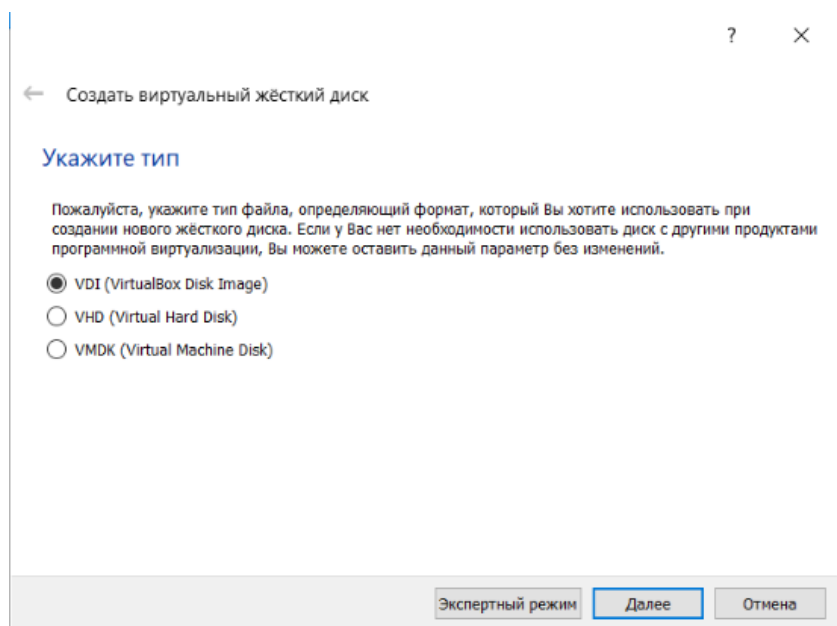 ?
Создать виртуальный жёсткий диск
Укажите тип
Пожалуйста, укажите тип файла, определяющий формат, который Вы хотите использовать при
создании нового жёсткого диска. Если у Вас нет необходимости использовать диск с другими продуктами
программной виртуализации, Вы можете оставить данный параметр без изменений.
VDI (VirtualBox Disk Image)
VHD (Virtual Hard Disk)
VMDK (Virtual Machine Disk)
Экспертный режим Далее Отмена